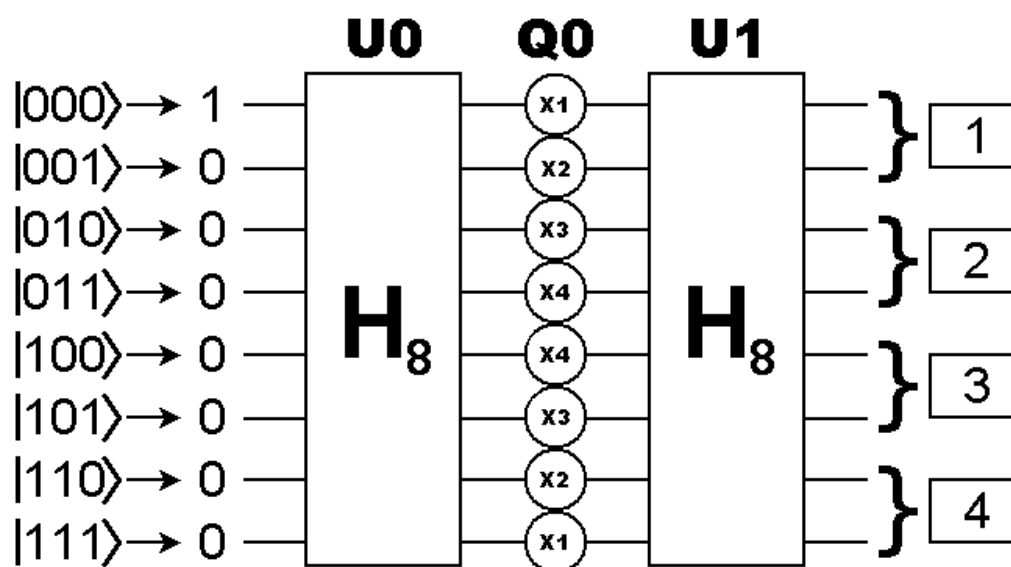 U0 Q0 U1
|000⟩→ 1 X1
|001⟩→ 0 X2 } 1
|010⟩→ 0 X3
|011⟩→ 0 X4 } 2
H8 H8
|100⟩→ 0 X4
|101⟩→ 0 X3 } 3
|110⟩→ 0 X2
|111⟩→ 0 X1 } 4